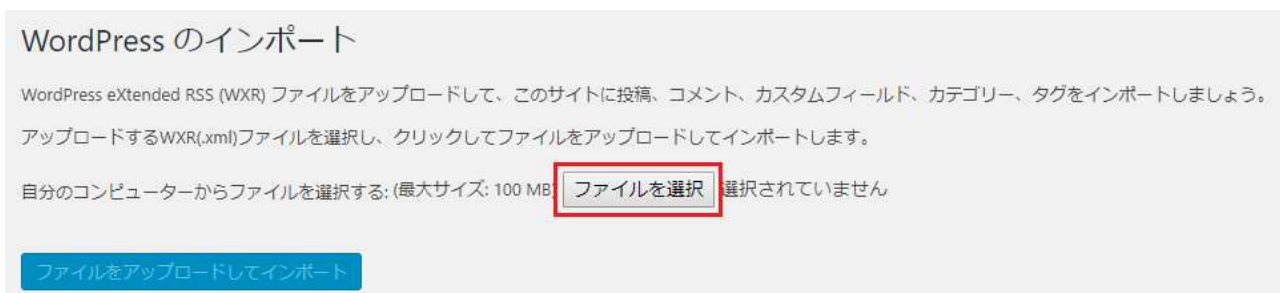 WordPress のインポート
WordPress eXtended RSS (WXR) ファイルをアップロードして、このサイトに投稿、コメント、カスタムフィールド、カテゴリー、タグをインポートしましょう。
アップロードするWXR(.xml)ファイルを選択し、クリックしてファイルをアップロードしてインポートします。
自分のコンピューターからファイルを選択する: (最大サイズ: 100 MB) ファイルを選択 選択されていません
ファイルをアップロードしてインポート